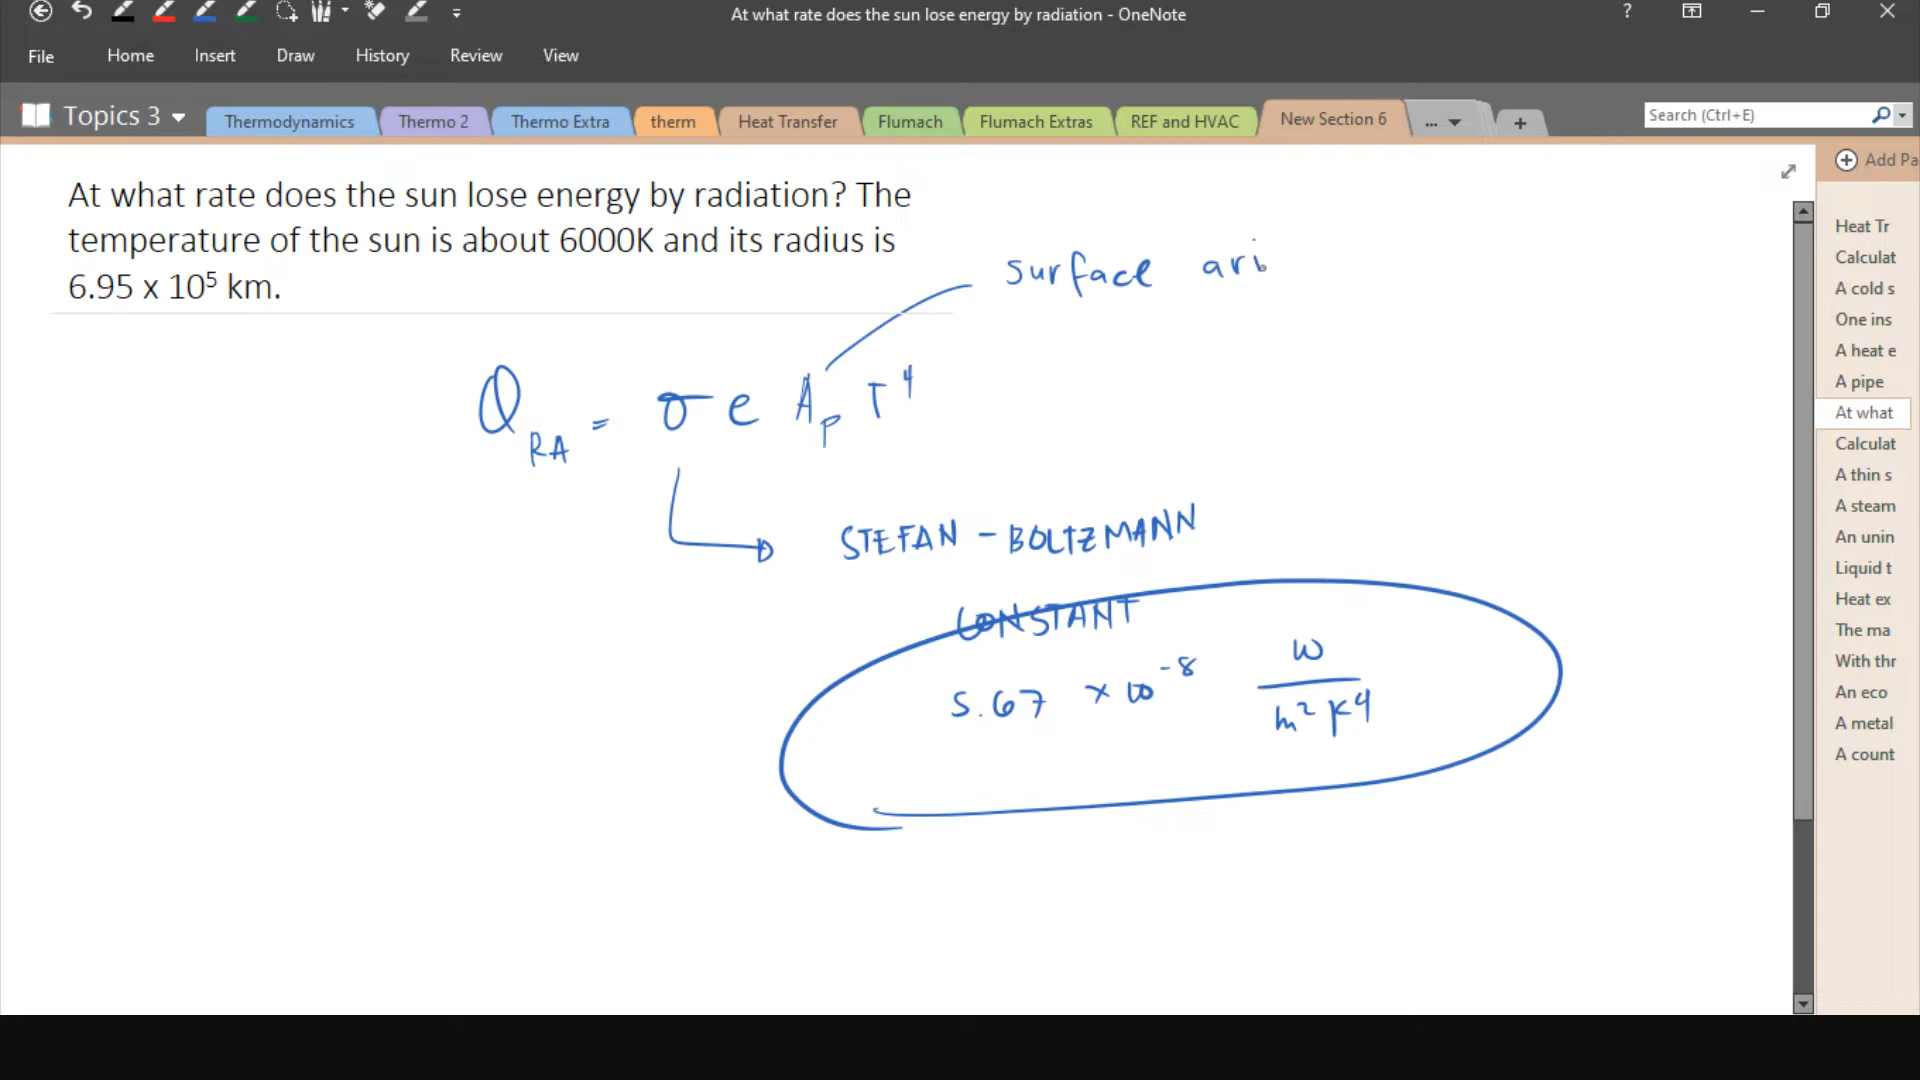 At what rate does the sun lose energy by radiation - OneNote
?
File Home Insert Draw History Review View
Topics 3 Thermodynamics Thermo 2 Thermo Extra therm Heat Transfer Flumach Flumach Extras REF and HVAC New Section 6 ... + Search (Ctrl+E)
Add Pa
At what rate does the sun lose energy by radiation? The
temperature of the sun is about 6000K and its radius is
6.95 x 10⁵ km.
surface ari
Q_RA = σ e A_p T⁴
STEFAN - BOLTZMANN
CONSTANT
5.67 x 10⁻⁸ W
m² K⁴
Heat Tr
Calculat
A cold s
One ins
A heat e
A pipe
At what
Calculat
A thin s
A steam
An unin
Liquid t
Heat ex
The ma
With thr
An eco
A metal
A count